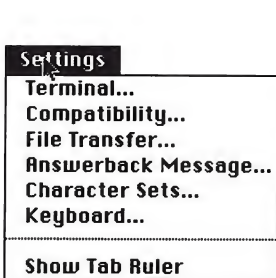 Settings
Terminal...
Compatibility...
File Transfer...
Answerback Message...
Character Sets...
Keyboard...
Show Tab Ruler